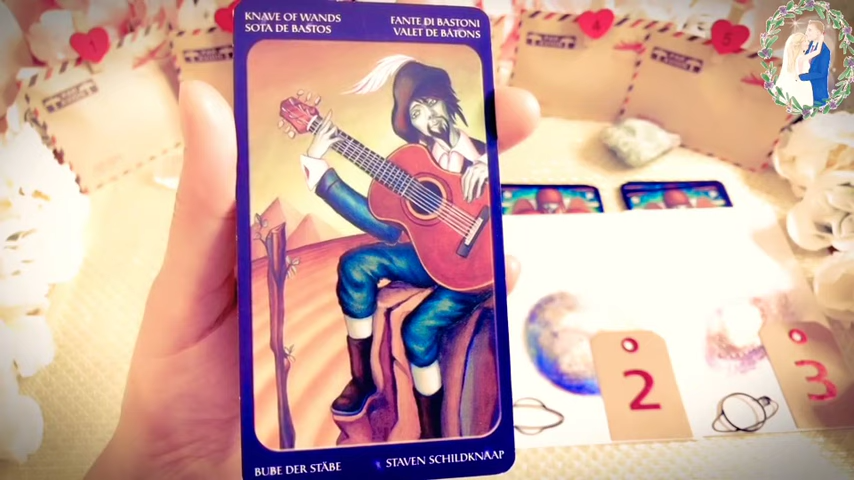 KNAVE OF WANDS
SOTA DE BASTOS
FANTE DI BASTONI
VALET DE BÂTONS
1
4
5
2
3
BUBE DER STÄBE
STAVEN SCHILDKNAAP